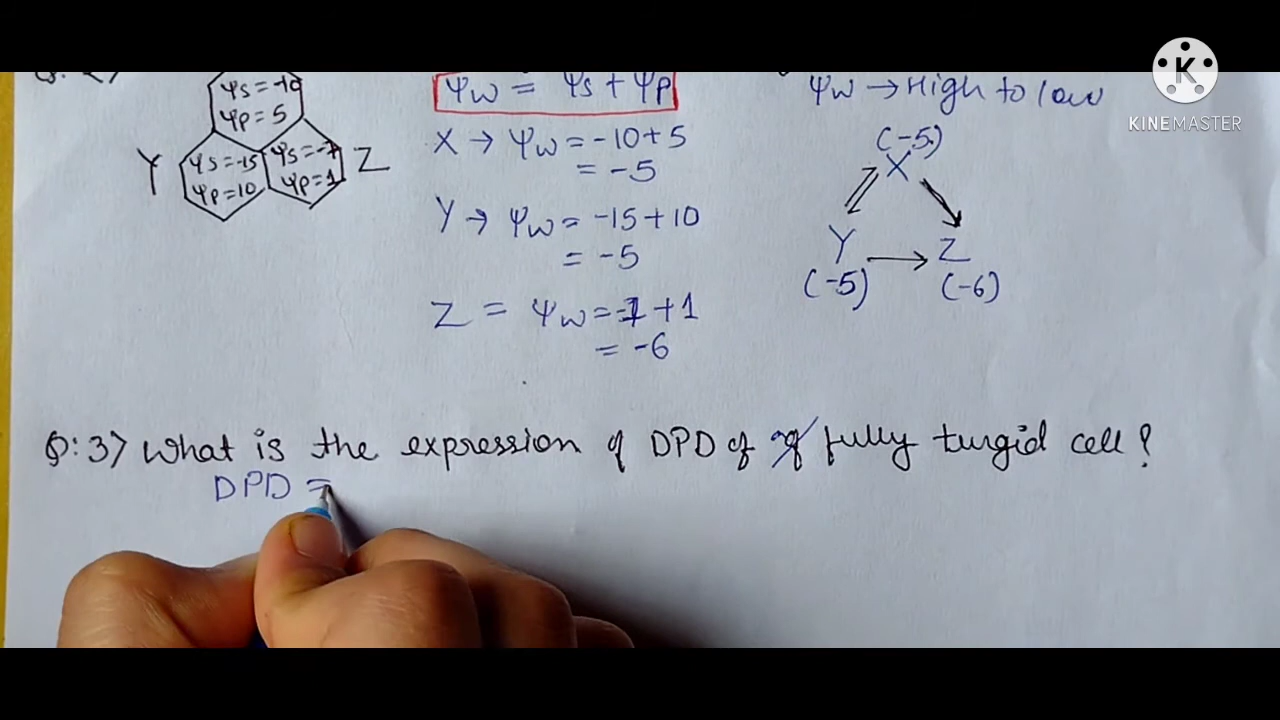 Ψw = Ψs + Ψp
Ψw → High to low
Ψs = -10
Ψp = 5
Y
Ψs = -15
Ψp = 10
Ψs = -7
Ψp = 1
Z
X → Ψw = -10 + 5
= -5
Y → Ψw = -15 + 10
= -5
Z = Ψw = -7 + 1
= -6
(-5)
X
Y
Z
(-5)
(-6)
Q: 3) What is the expression of DPD of of fully turgid cell?
DPD =
K
KINEMASTER